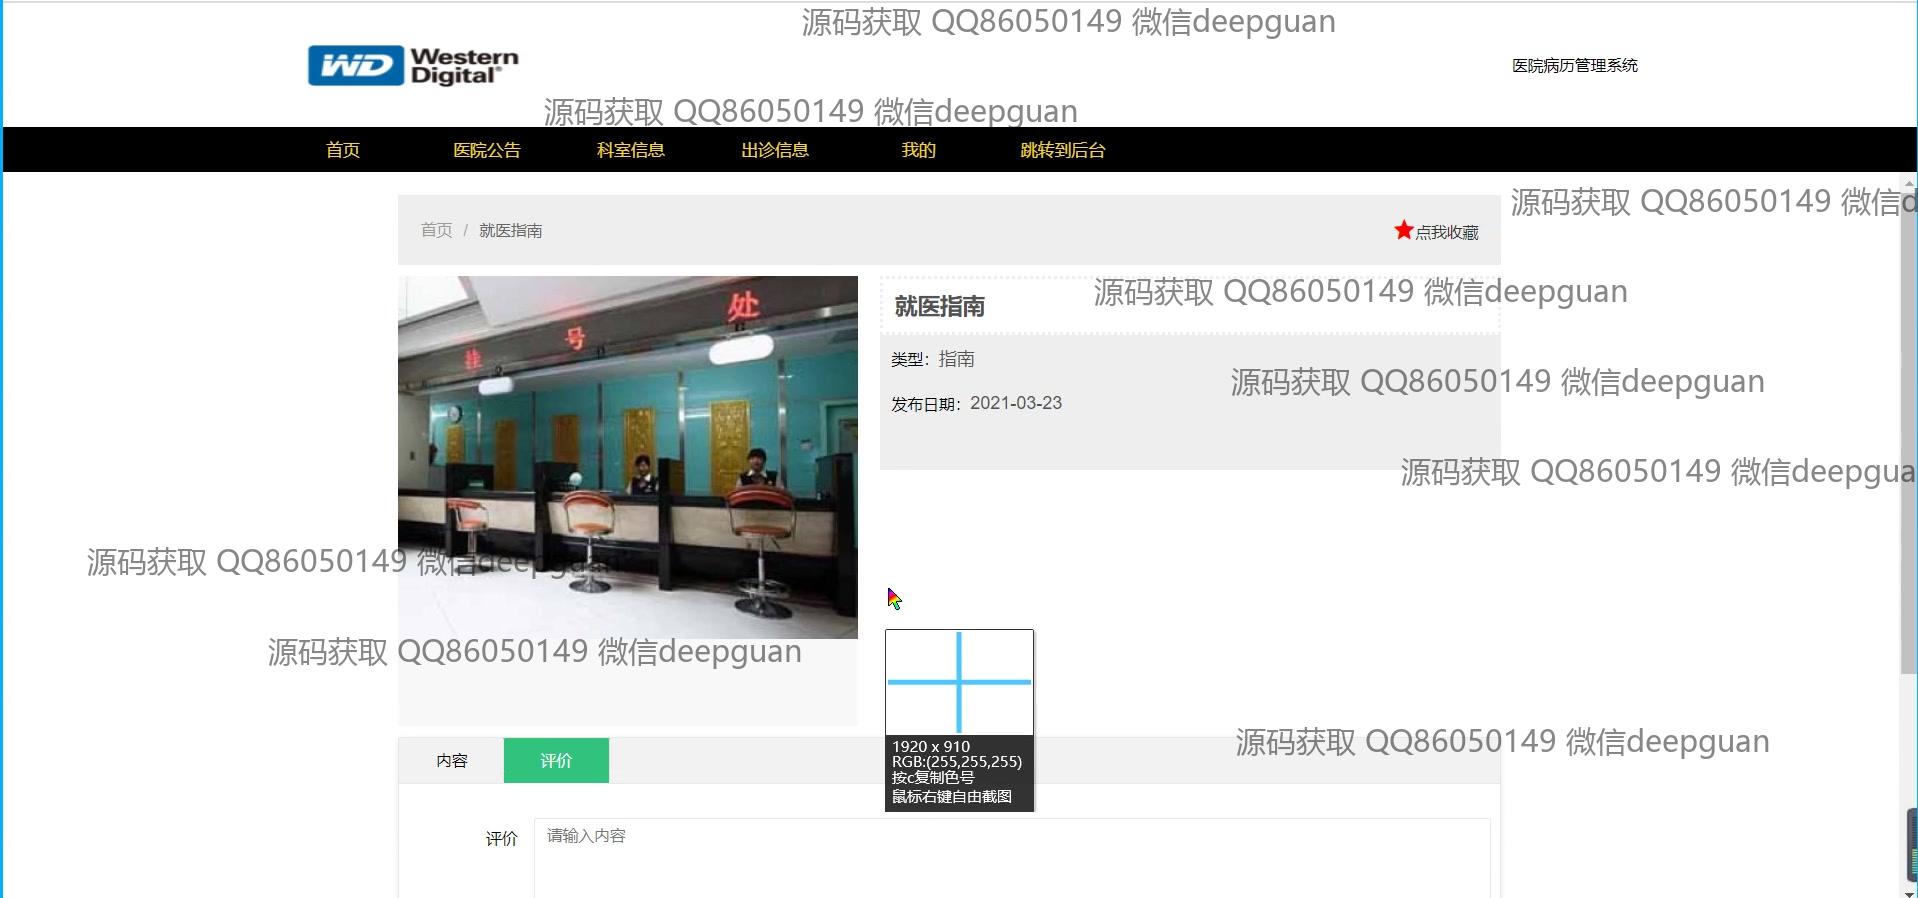 源码获取 QQ86050149 微信deepguan
WD Western
Digital®
医院病历管理系统
源码获取 QQ86050149 微信deepguan
首页 医院公告 科室信息 出诊信息 我的 跳转到后台
源码获取 QQ86050149 微信d
首页 / 就医指南 点我收藏
源码获取 QQ86050149 微信deepguan
就医指南
挂号处
类型：指南
源码获取 QQ86050149 微信deepguan
发布日期：2021-03-23
源码获取 QQ86050149 微信deepgua
源码获取 QQ86050149 微信deepguan
源码获取 QQ86050149 微信deepguan
源码获取 QQ86050149 微信deepguan
1920 x 910
RGB:(255,255,255)
按c复制色号
鼠标右键自由截图
内容 评价
评价 请输入内容